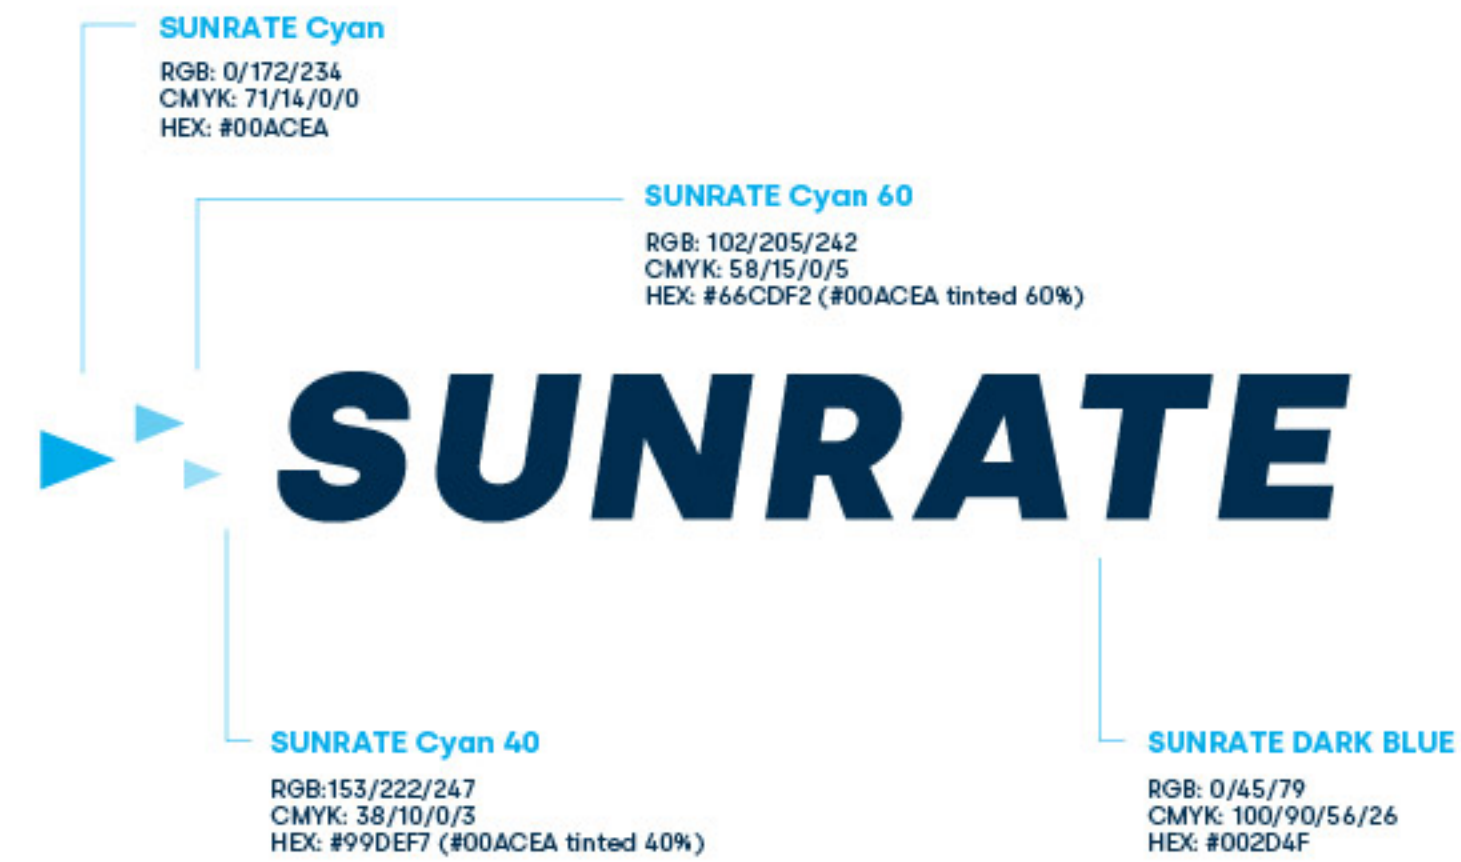 SUNRATE Cyan
RGB: 0/172/234
CMYK: 71/14/0/0
HEX: #00ACEA
SUNRATE Cyan 60
RGB: 102/205/242
CMYK: 58/15/0/5
HEX: #66CDF2 (#00ACEA tinted 60%)
SUNRATE
SUNRATE Cyan 40
RGB:153/222/247
CMYK: 38/10/0/3
HEX: #99DEF7 (#00ACEA tinted 40%)
SUNRATE DARK BLUE
RGB: 0/45/79
CMYK: 100/90/56/26
HEX: #002D4F